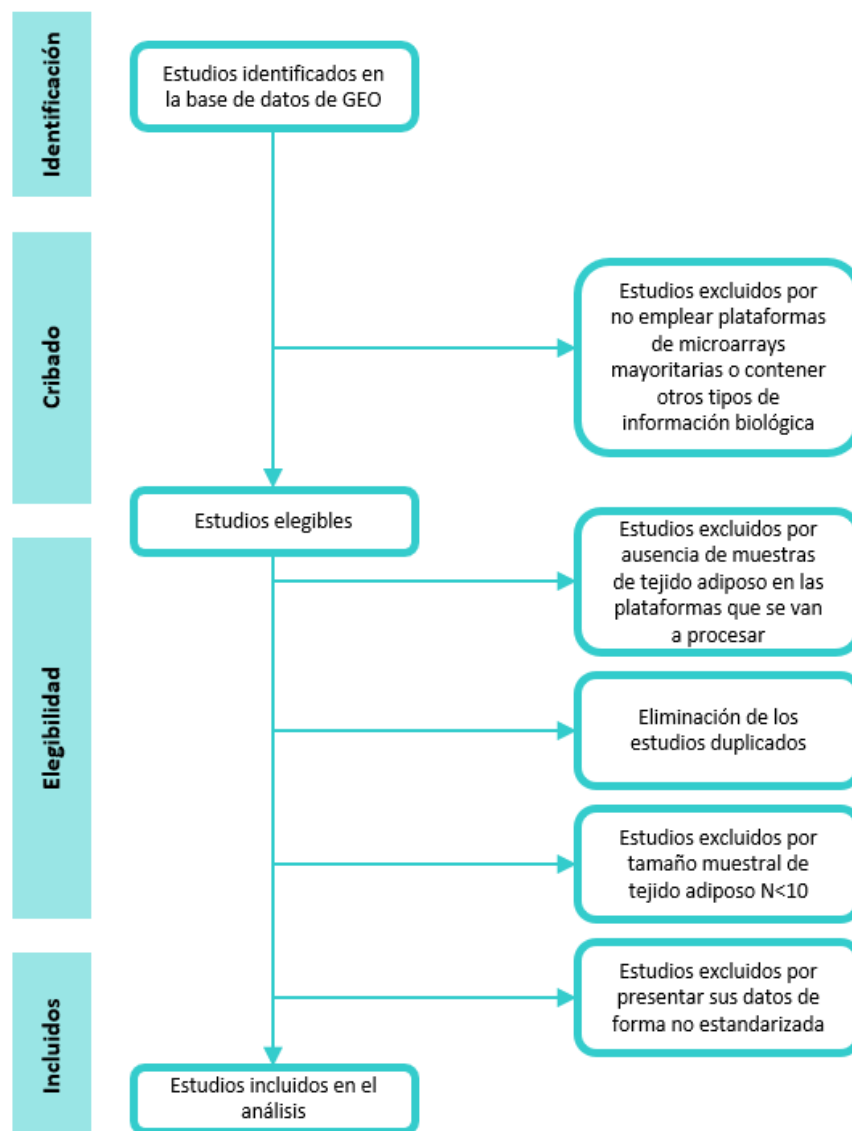 Identificación
Estudios identificados en
la base de datos de GEO
Cribado
Estudios excluidos por
no emplear plataformas
de microarrays
mayoritarias o contener
otros tipos de
información biológica
Estudios elegibles
Elegibilidad
Estudios excluidos por
ausencia de muestras
de tejido adiposo en las
plataformas que se van
a procesar
Eliminación de los
estudios duplicados
Estudios excluidos por
tamaño muestral de
tejido adiposo N<10
Incluidos
Estudios excluidos por
presentar sus datos de
forma no estandarizada
Estudios incluidos en el
análisis